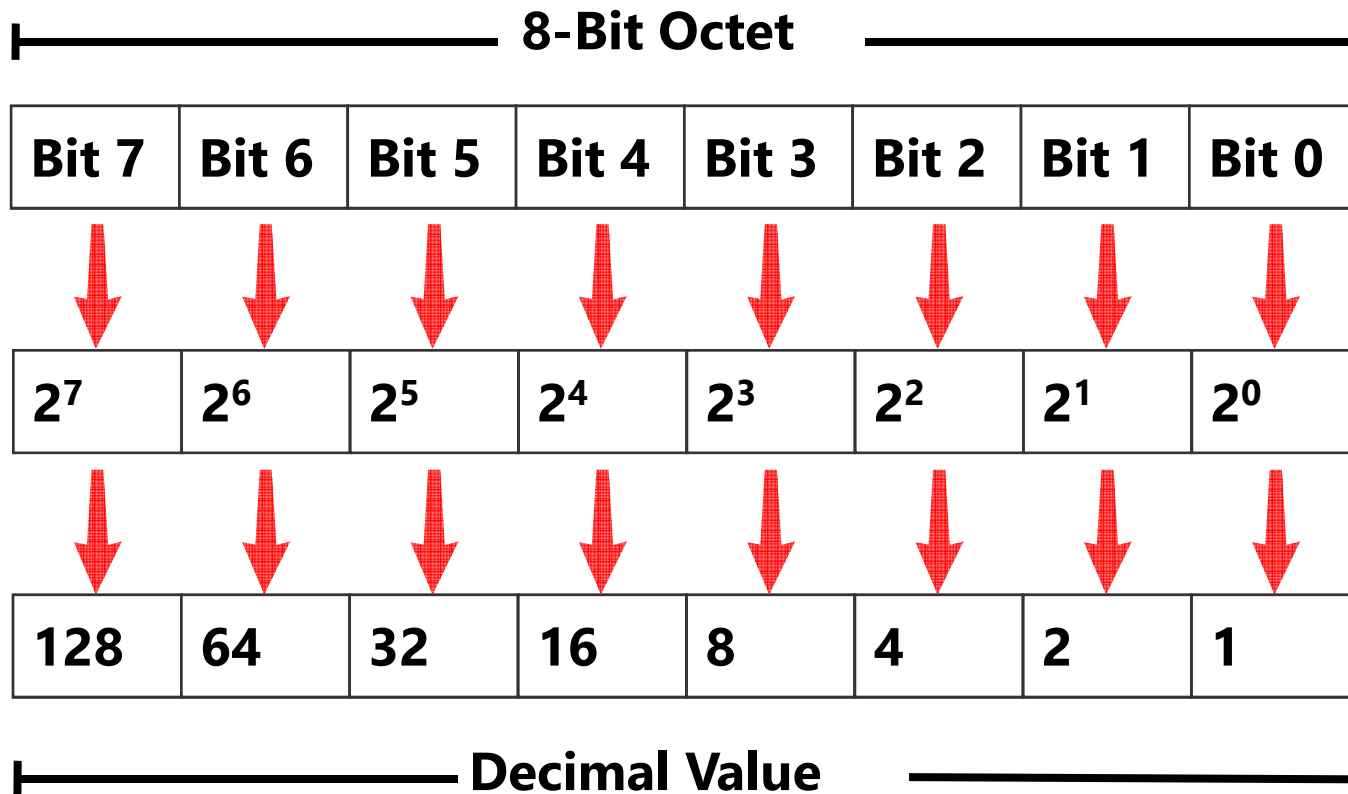 8-Bit Octet
Bit 7 Bit 6 Bit 5 Bit 4 Bit 3 Bit 2 Bit 1 Bit 0
2⁷ 2⁶ 2⁵ 2⁴ 2³ 2² 2¹ 2⁰
128 64 32 16 8 4 2 1
Decimal Value